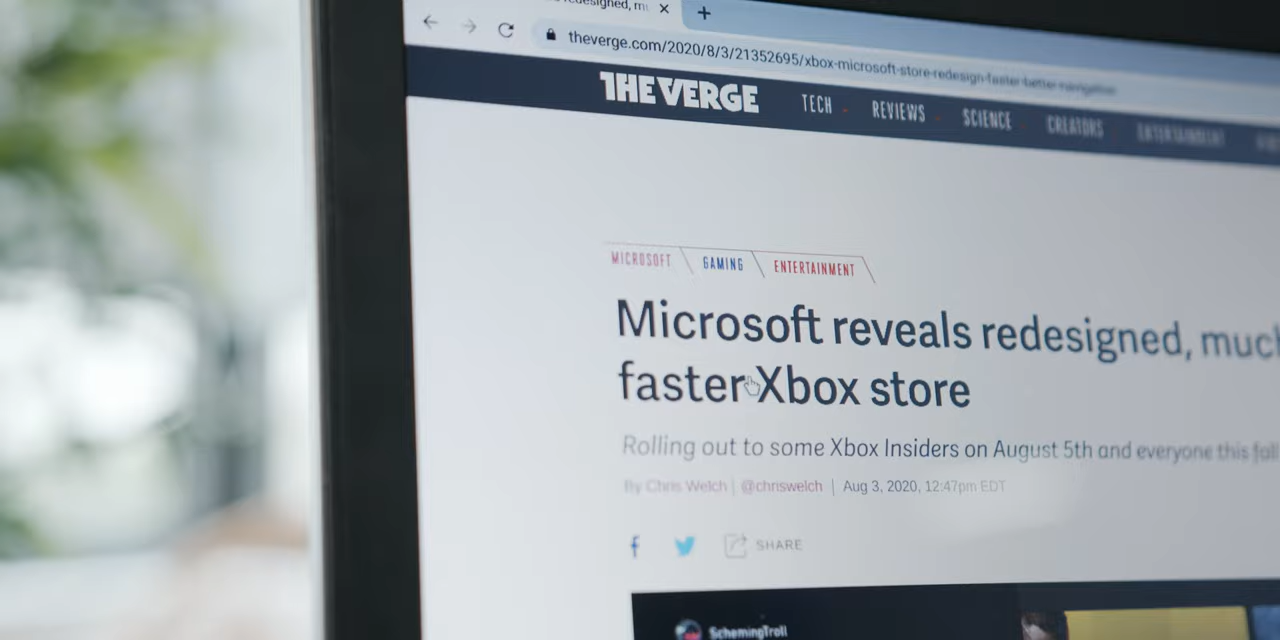 redesigned, m
theverge.com/2020/8/3/21352695/xbox-microsoft-store-redesign-faster-better-navigation
THE VERGE TECH REVIEWS SCIENCE CREATORS ENTERTAINMENT
MICROSOFT GAMING ENTERTAINMENT
Microsoft reveals redesigned, much
faster Xbox store
Rolling out to some Xbox Insiders on August 5th and everyone this fall
By Chris Welch | @chriswelch | Aug 3, 2020, 12:47pm EDT
SHARE
SchemingTroll